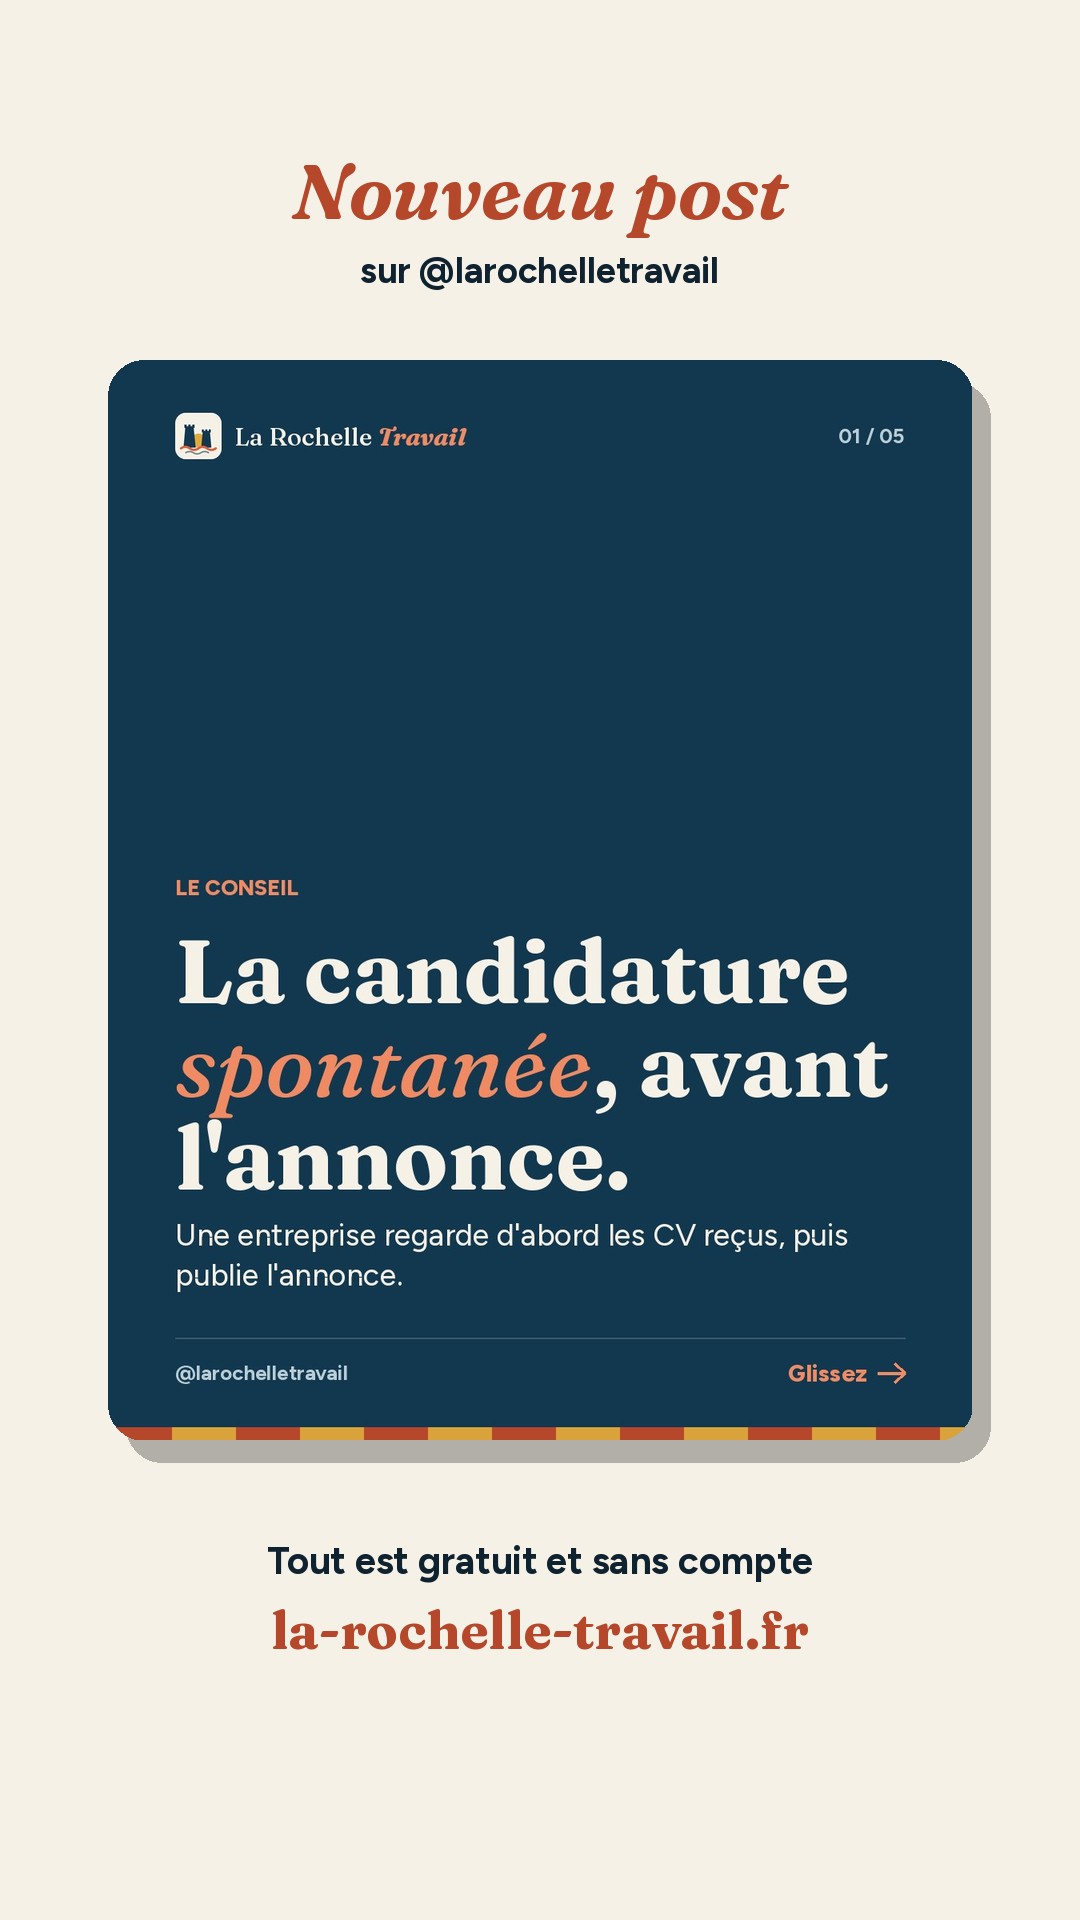 Nouveau post
sur @larochelletravail
La Rochelle Travail
01 / 05
LE CONSEIL
La candidature
spontanée, avant
l'annonce.
Une entreprise regarde d'abord les CV reçus, puis
publie l'annonce.
@larochelletravail
Glissez →
Tout est gratuit et sans compte
la-rochelle-travail.fr